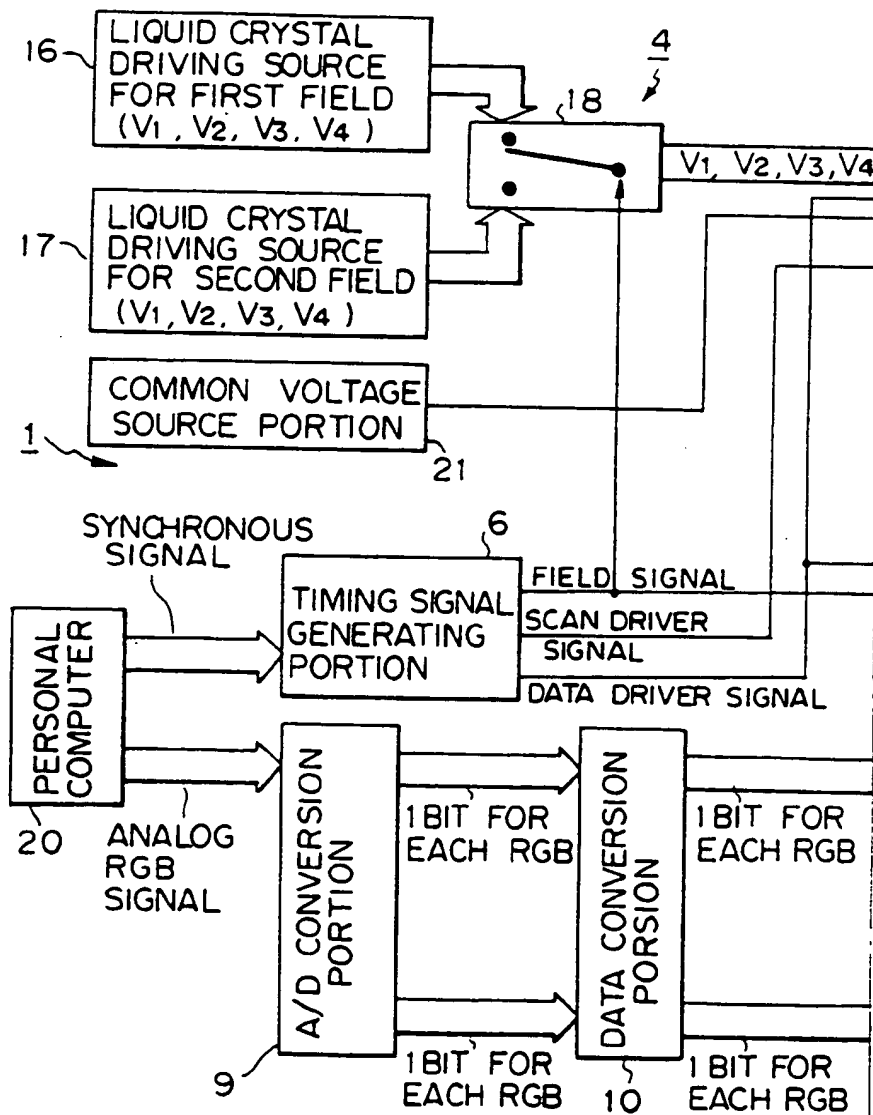 16
LIQUID CRYSTAL
DRIVING SOURCE
FOR FIRST FIELD
(V1, V2, V3, V4)
4
18
V1, V2, V3, V4
17
LIQUID CRYSTAL
DRIVING SOURCE
FOR SECOND FIELD
(V1, V2, V3, V4)
COMMON VOLTAGE
SOURCE PORTION
21
1
SYNCHRONOUS
SIGNAL
6
TIMING SIGNAL
GENERATING
PORTION
FIELD SIGNAL
SCAN DRIVER
SIGNAL
DATA DRIVER SIGNAL
PERSONAL
COMPUTER
20
ANALOG
RGB
SIGNAL
A/D CONVERSION
PORTION
9
1 BIT FOR
EACH RGB
1 BIT FOR
EACH RGB
DATA CONVERSION
PORSION
10
1 BIT FOR
EACH RGB
1 BIT FOR
EACH RGB